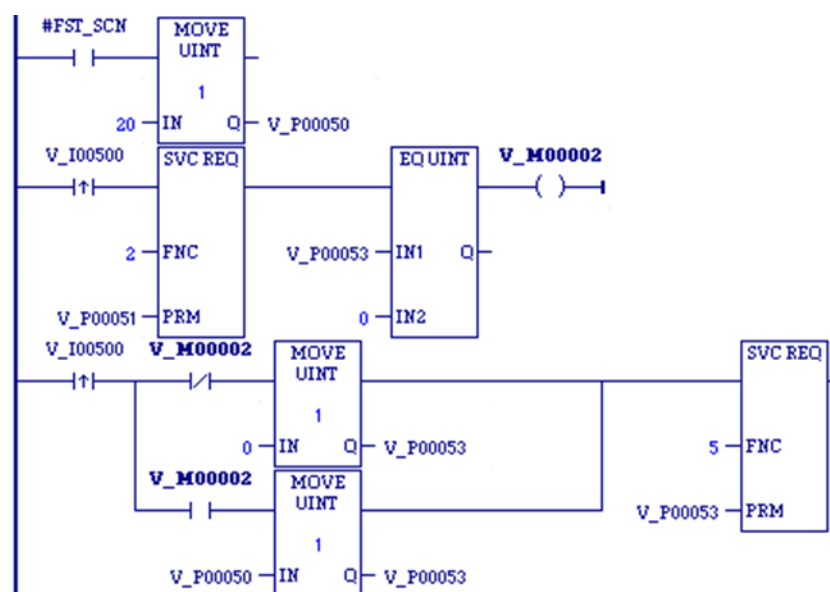 #FST_SCN MOVE
UINT
1
20 IN Q V_P00050
V_I00500 SVC REQ EQ UINT V_M00002
2 FNC V_P00053 IN1 Q
V_P00051 PRM 0 IN2
V_I00500 V_M00002 MOVE SVC REQ
UINT
1
0 IN Q V_P00053 5 FNC
V_M00002 MOVE
UINT V_P00053 PRM
1
V_P00050 IN Q V_P00053